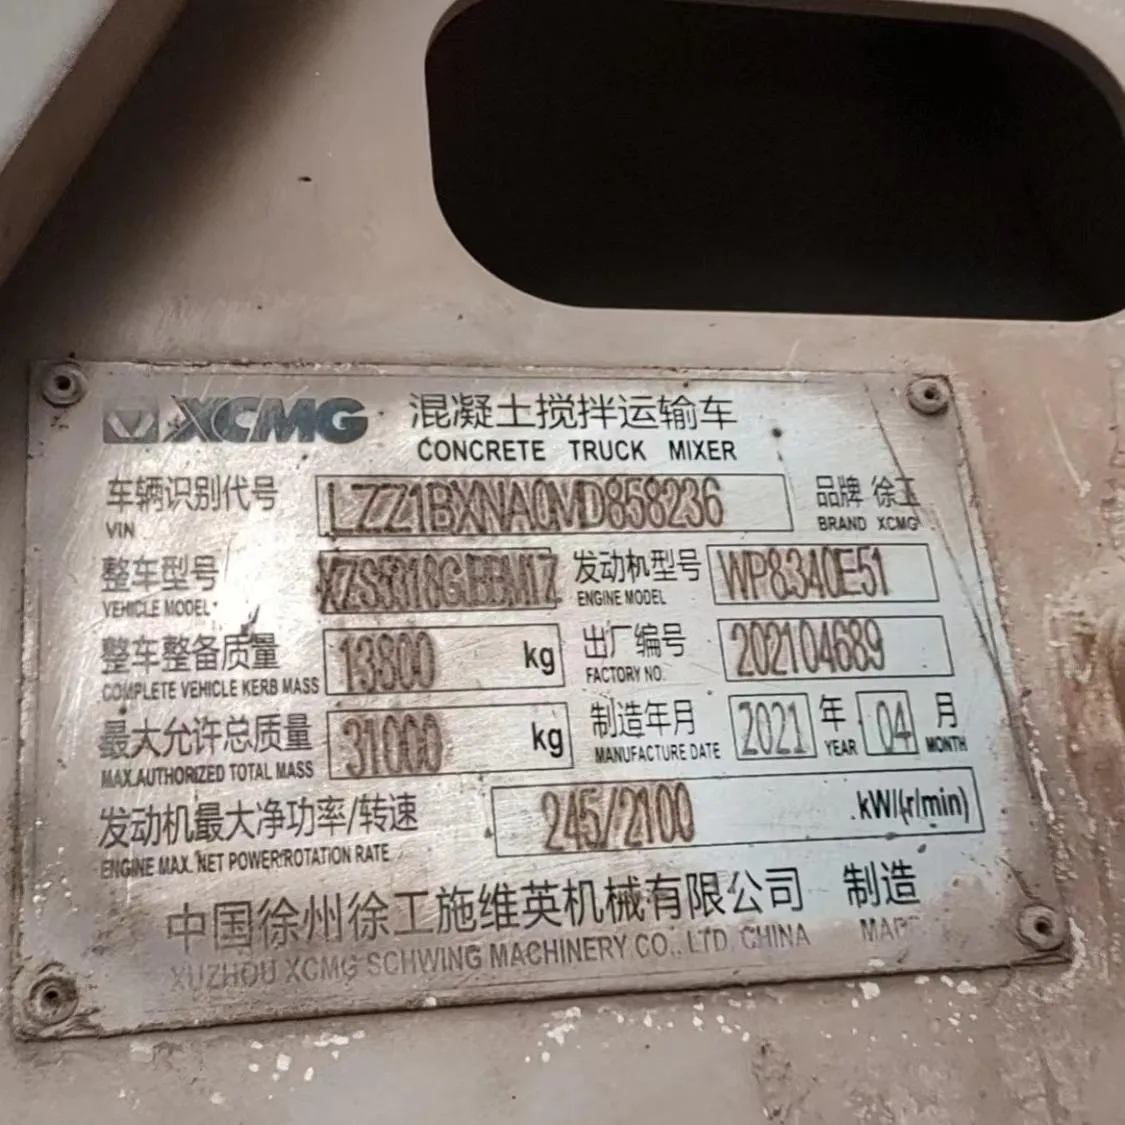 XCMG 混凝土搅拌运输车
CONCRETE TRUCK MIXER
车辆识别代号 LZZ1BXNA0MD858236 品牌 徐工
VIN BRAND XCMG
整车型号 发动机型号 WP8.340E51
VEHICLE MODEL ENGINE MODEL
整车整备质量 13800 kg 出厂编号 202104689
COMPLETE VEHICLE KERB MASS FACTORY NO.
最大允许总质量 31000 kg 制造年月 2021 年 04 月
MAX.AUTHORIZED TOTAL MASS MANUFACTURE DATE YEAR MONTH
发动机最大净功率/转速 245/2100 kW/(r/min)
ENGINE MAX. NET POWER/ROTATION RATE
中国徐州徐工施维英机械有限公司 制造
XUZHOU XCMG SCHWING MACHINERY CO., LTD. CHINA